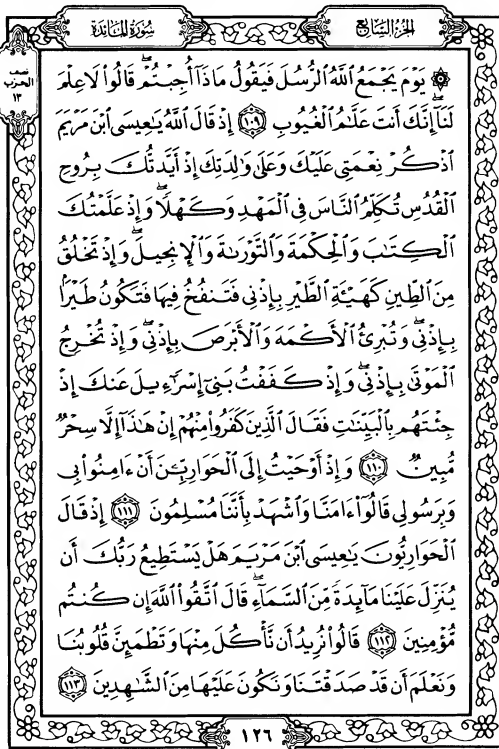 الجزء السابع
سورة المائدة
نصف
الحزب
١٣
۞ يَوْمَ يَجْمَعُ ٱللَّهُ ٱلرُّسُلَ فَيَقُولُ مَاذَآ أُجِبْتُمْ ۖ قَالُوا۟ لَا عِلْمَ
لَنَآ ۖ إِنَّكَ أَنتَ عَلَّـٰمُ ٱلْغُيُوبِ ١٠٩ إِذْ قَالَ ٱللَّهُ يَـٰعِيسَى ٱبْنَ مَرْيَمَ
ٱذْكُرْ نِعْمَتِى عَلَيْكَ وَعَلَىٰ وَٰلِدَتِكَ إِذْ أَيَّدتُّكَ بِرُوحِ
ٱلْقُدُسِ تُكَلِّمُ ٱلنَّاسَ فِى ٱلْمَهْدِ وَكَهْلًا ۖ وَإِذْ عَلَّمْتُكَ
ٱلْكِتَـٰبَ وَٱلْحِكْمَةَ وَٱلتَّوْرَىٰةَ وَٱلْإِنجِيلَ ۖ وَإِذْ تَخْلُقُ
مِنَ ٱلطِّينِ كَهَيْـَٔةِ ٱلطَّيْرِ بِإِذْنِى فَتَنفُخُ فِيهَا فَتَكُونُ طَيْرًۢا
بِإِذْنِى ۖ وَتُبْرِئُ ٱلْأَكْمَهَ وَٱلْأَبْرَصَ بِإِذْنِى ۖ وَإِذْ تُخْرِجُ
ٱلْمَوْتَىٰ بِإِذْنِى ۖ وَإِذْ كَفَفْتُ بَنِىٓ إِسْرَٰٓءِيلَ عَنكَ إِذْ
جِئْتَهُم بِٱلْبَيِّنَـٰتِ فَقَالَ ٱلَّذِينَ كَفَرُوا۟ مِنْهُمْ إِنْ هَـٰذَآ إِلَّا سِحْرٌ
مُّبِينٌ ١١٠ وَإِذْ أَوْحَيْتُ إِلَى ٱلْحَوَارِيِّـۧنَ أَنْ ءَامِنُوا۟ بِى
وَبِرَسُولِى قَالُوٓا۟ ءَامَنَّا وَٱشْهَدْ بِأَنَّنَا مُسْلِمُونَ ١١١ إِذْ قَالَ
ٱلْحَوَارِيُّونَ يَـٰعِيسَى ٱبْنَ مَرْيَمَ هَلْ يَسْتَطِيعُ رَبُّكَ أَن
يُنَزِّلَ عَلَيْنَا مَآئِدَةً مِّنَ ٱلسَّمَآءِ ۖ قَالَ ٱتَّقُوا۟ ٱللَّهَ إِن كُنتُم
مُّؤْمِنِينَ ١١٢ قَالُوا۟ نُرِيدُ أَن نَّأْكُلَ مِنْهَا وَتَطْمَئِنَّ قُلُوبُنَا
وَنَعْلَمَ أَن قَدْ صَدَقْتَنَا وَنَكُونَ عَلَيْهَا مِنَ ٱلشَّـٰهِدِينَ ١١٣
١٢٦